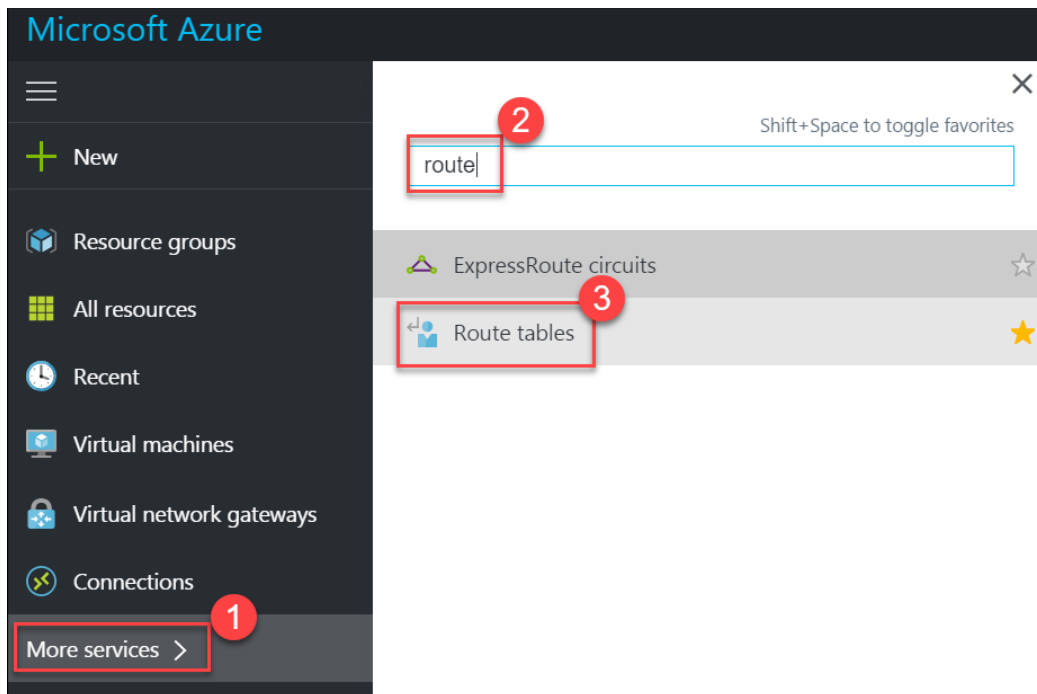 Microsoft Azure
New
Resource groups
All resources
Recent
Virtual machines
Virtual network gateways
Connections
1
More services
2
Shift+Space to toggle favorites
route
ExpressRoute circuits
3
Route tables